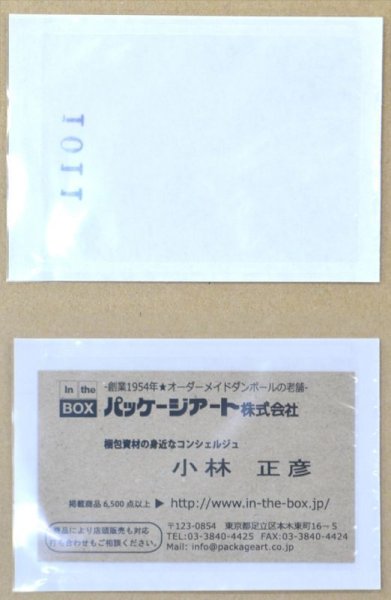 1011
In the
BOX
-創業1954年★オーダーメイドダンボールの老舗-
パッケージアート株式会社
梱包資材の身近なコンシェルジュ
小林 正彦
掲載商品 6,500 点以上 ▶ http://www.in-the-box.jp/
商品により店頭販売も対応
打ち合わせもご相談ください。
〒123-0854 東京都足立区本木東町16－5
TEL:03-3840-4425 FAX:03-3840-4424
Mail: info@packageart.co.jp